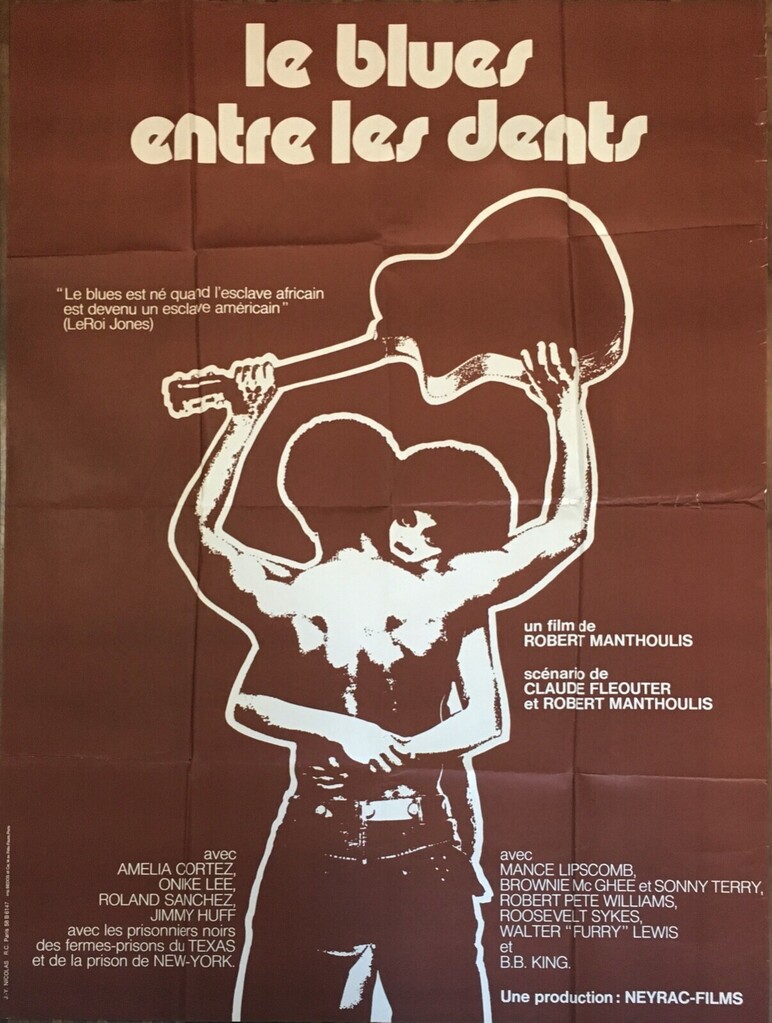 le blues
entre les dents
"Le blues est né quand l'esclave africain
est devenu un esclave américain"
(LeRoi Jones)
un film de
ROBERT MANTHOULIS
scénario de
CLAUDE FLEOUTER
et ROBERT MANTHOULIS
avec
AMELIA CORTEZ,
ONIKE LEE,
ROLAND SANCHEZ,
JIMMY HUFF
avec les prisonniers noirs
des fermes-prisons du TEXAS
et de la prison de NEW-YORK.
avec
MANCE LIPSCOMB,
BROWNIE Mc GHEE et SONNY TERRY,
ROBERT PETE WILLIAMS,
ROOSEVELT SYKES,
WALTER "FURRY" LEWIS
et
B.B. KING.
Une production : NEYRAC-FILMS
J.-Y. NICOLAS R.C. Paris